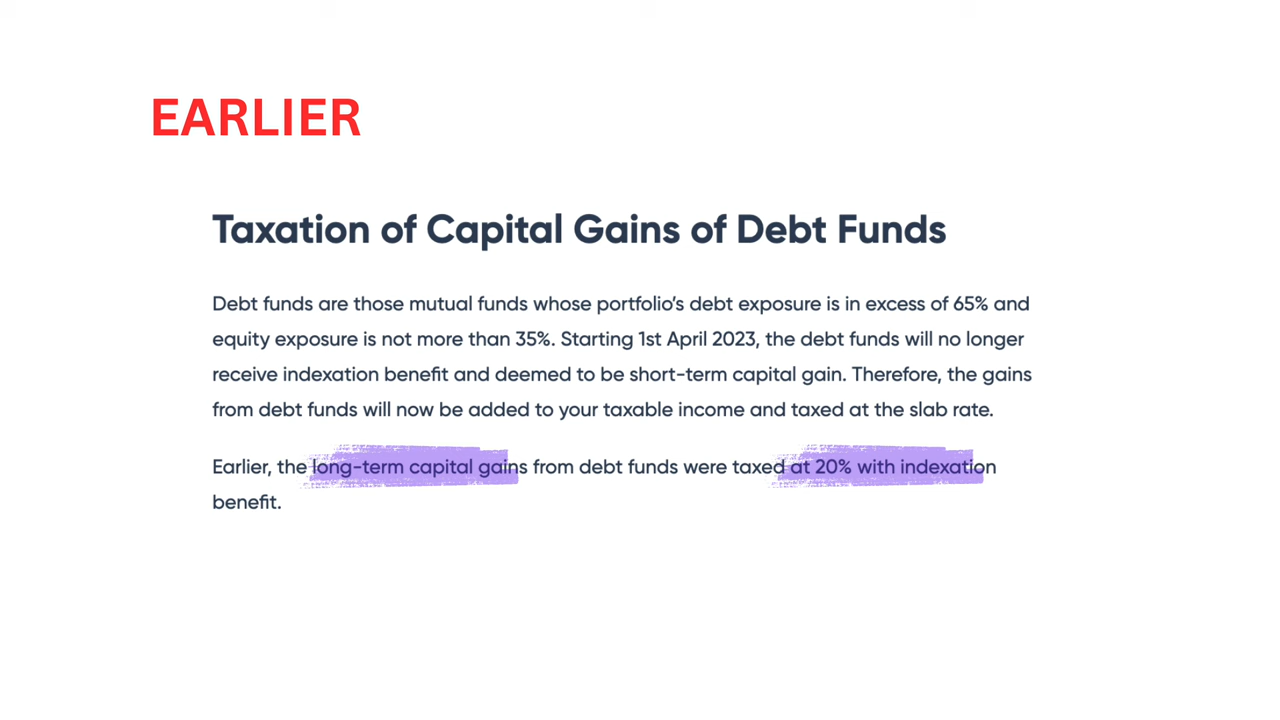 EARLIER
Taxation of Capital Gains of Debt Funds
Debt funds are those mutual funds whose portfolio's debt exposure is in excess of 65% and
equity exposure is not more than 35%. Starting 1st April 2023, the debt funds will no longer
receive indexation benefit and deemed to be short-term capital gain. Therefore, the gains
from debt funds will now be added to your taxable income and taxed at the slab rate.
Earlier, the long-term capital gains from debt funds were taxed at 20% with indexation
benefit.